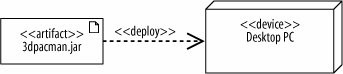 <<artifact>>
3dpacman.jar
<<deploy>>
<<device>>
Desktop PC